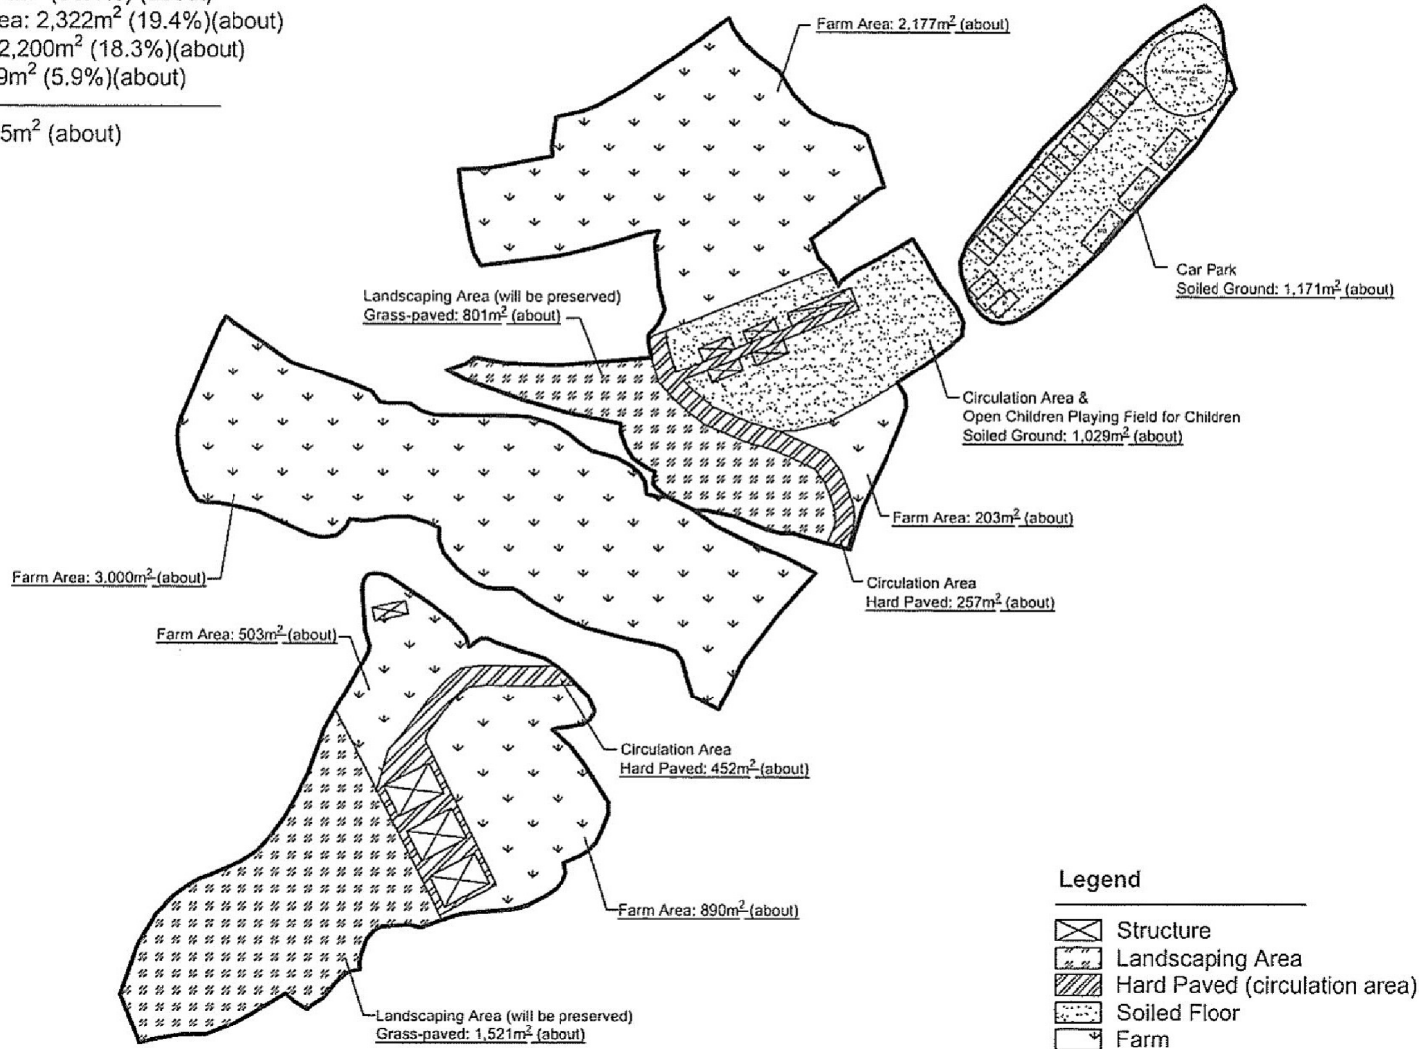 ea: 2,322m² (19.4%)(about)
2,200m² (18.3%)(about)
9m² (5.9%)(about)
5m² (about)
Farm Area: 2,177m² (about)
Car Park
Soiled Ground: 1,171m² (about)
Landscaping Area (will be preserved)
Grass-paved: 801m² (about)
Circulation Area &
Open Children Playing Field for Children
Soiled Ground: 1,029m² (about)
Farm Area: 203m² (about)
Farm Area: 3,000m² (about)
Circulation Area
Hard Paved: 257m² (about)
Farm Area: 503m² (about)
Circulation Area
Hard Paved: 452m² (about)
Farm Area: 890m² (about)
Landscaping Area (will be preserved)
Grass-paved: 1,521m² (about)
Legend
Structure
Landscaping Area
Hard Paved (circulation area)
Soiled Floor
Farm